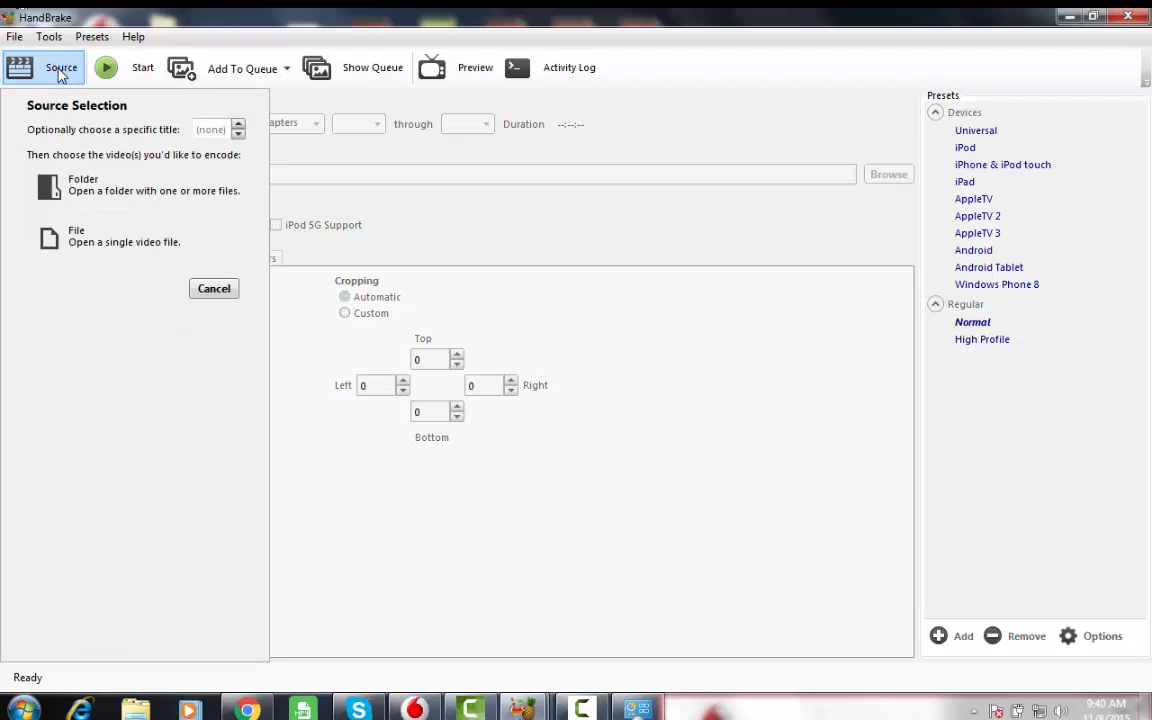 HandBrake
File Tools Presets Help
Source Start Add To Queue Show Queue Preview Activity Log
Source Selection
Optionally choose a specific title: (none)
Then choose the video(s) you'd like to encode:
Folder
Open a folder with one or more files.
File
Open a single video file.
Cancel
apters through Duration --:--:--
Browse
iPod 5G Support
rs
Cropping
Automatic
Custom
Top
0
Left 0 0 Right
0
Bottom
Presets
Devices
Universal
iPod
iPhone & iPod touch
iPad
AppleTV
AppleTV 2
AppleTV 3
Android
Android Tablet
Windows Phone 8
Regular
Normal
High Profile
Add Remove Options
Ready
9:40 AM
11/8/2015